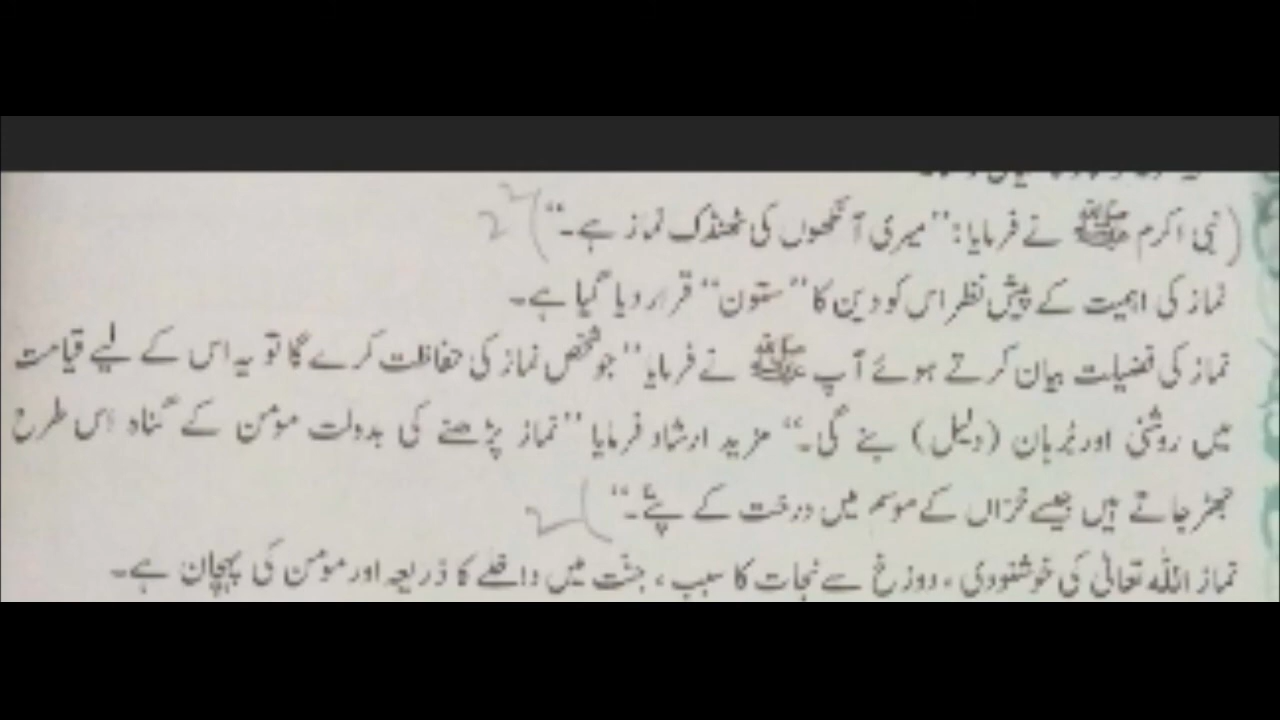 (نبی اکرم ﷺ نے فرمایا: ”میری آنکھوں کی ٹھنڈک نماز ہے۔“)
نماز کی اہمیت کے پیش نظر اس کو دین کا ”ستون“ قرار دیا گیا ہے۔
نماز کی فضیلت بیان کرتے ہوئے آپ ﷺ نے فرمایا ”جو شخص نماز کی حفاظت کرے گا تو یہ اس کے لیے قیامت
میں روشنی اور بُرہان (دلیل) بنے گی۔“ مزید ارشاد فرمایا ”نماز پڑھنے کی بدولت مومن کے گناہ اس طرح
جھڑ جاتے ہیں جیسے خزاں کے موسم میں درخت کے پتے۔“)
نماز اللہ تعالیٰ کی خوشنودی، دوزخ سے نجات کا سبب، جنّت میں داخلے کا ذریعہ اور مومن کی پہچان ہے۔